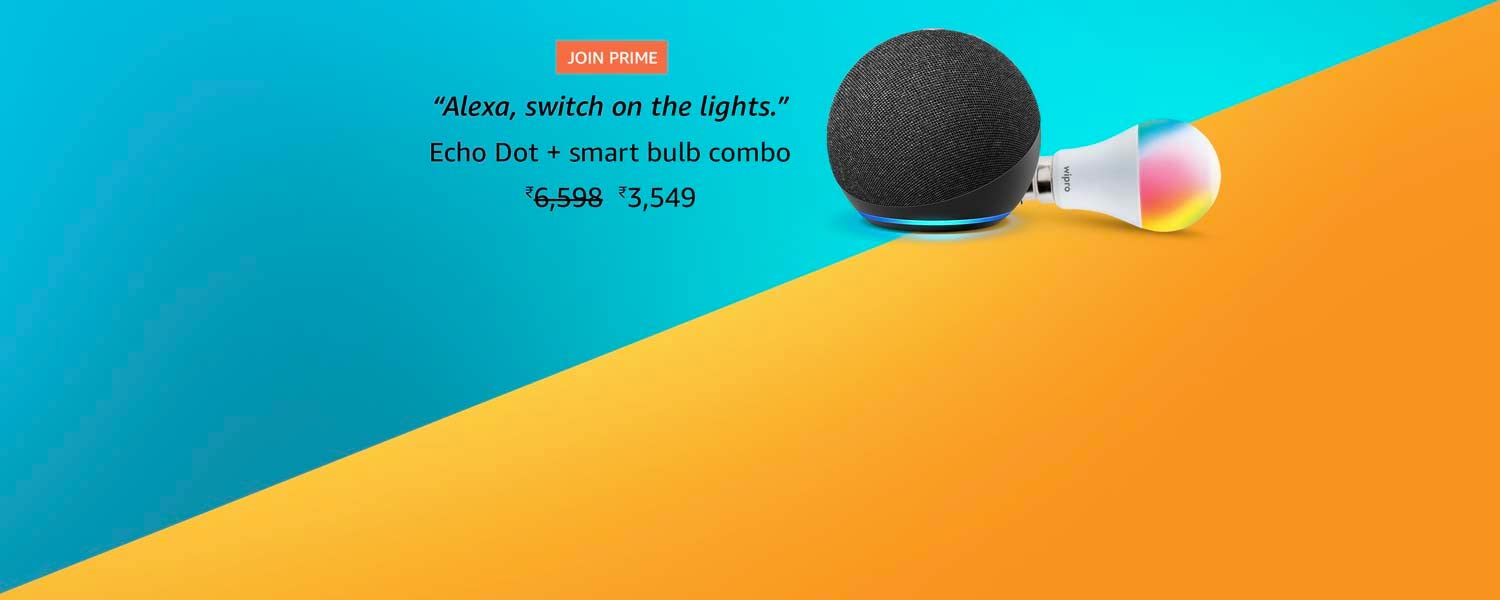 JOIN PRIME
“Alexa, switch on the lights.”
Echo Dot + smart bulb combo
₹6,598 ₹3,549
wipro